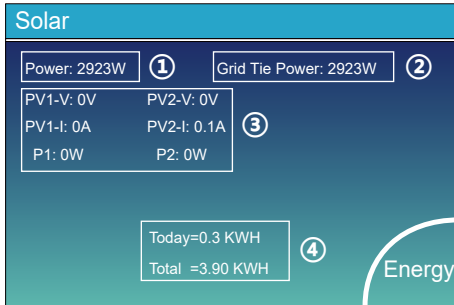 Solar
Power: 2923W ① Grid Tie Power: 2923W ②
PV1-V: 0V PV2-V: 0V
PV1-I: 0A PV2-I: 0.1A ③
P1: 0W P2: 0W
Today=0.3 KWH
④
Total =3.90 KWH
Energy